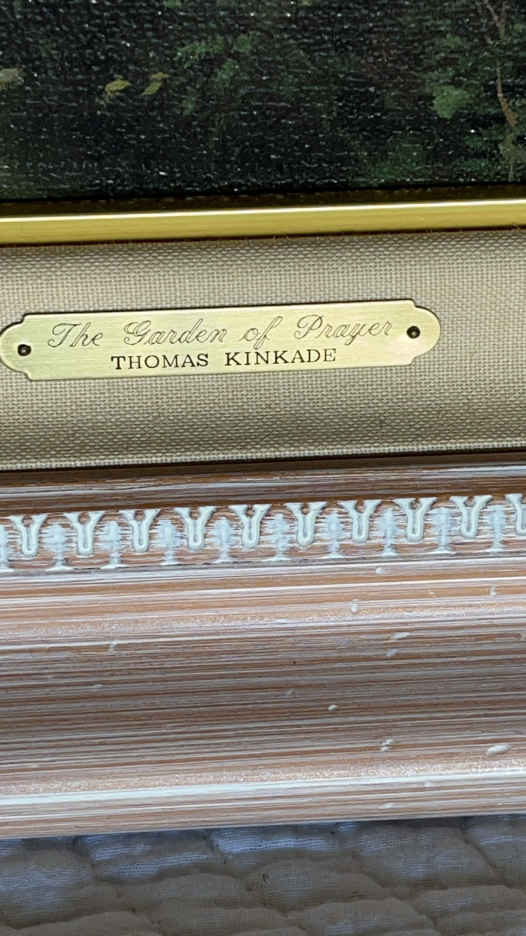 The Garden of Prayer
THOMAS KINKADE